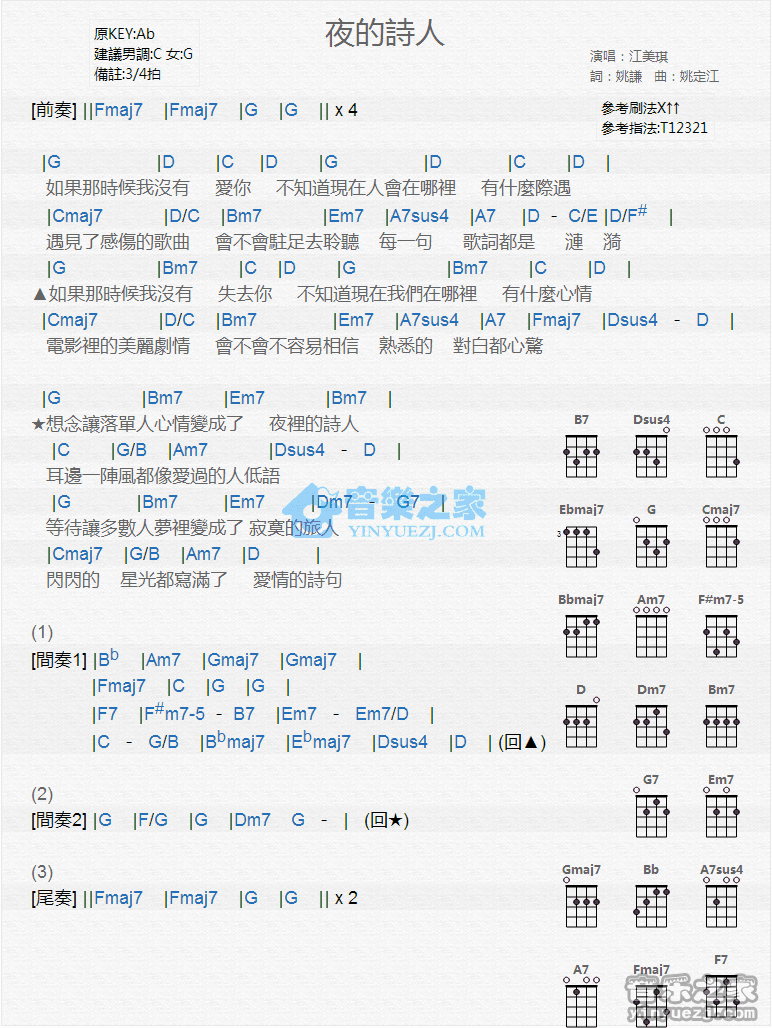 原KEY:Ab
建議男調:C 女:G
備註:3/4拍
夜的詩人
演唱：江美琪
詞：姚謙 曲：姚定江
[前奏] ||Fmaj7 |Fmaj7 |G |G || x 4
參考刷法X↑↑
參考指法:T12321
|G |D |C |D |G |D |C |D |
如果那時候我沒有 愛你 不知道現在人會在哪裡 有什麼際遇
|Cmaj7 |D/C |Bm7 |Em7 |A7sus4 |A7 |D - C/E |D/F# |
遇見了感傷的歌曲 會不會駐足去聆聽 每一句 歌詞都是 漣 漪
|G |Bm7 |C |D |G |Bm7 |C |D |
▲如果那時候我沒有 失去你 不知道現在我們在哪裡 有什麼心情
|Cmaj7 |D/C |Bm7 |Em7 |A7sus4 |A7 |Fmaj7 |Dsus4 - D |
電影裡的美麗劇情 會不會不容易相信 熟悉的 對白都心驚
|G |Bm7 |Em7 |Bm7 |
★想念讓落單人心情變成了 夜裡的詩人
|C |G/B |Am7 |Dsus4 - D |
耳邊一陣風都像愛過的人低語
|G |Bm7 |Em7 |Dm7 - G7 |
等待讓多數人夢裡變成了 寂寞的旅人
|Cmaj7 |G/B |Am7 |D |
閃閃的 星光都寫滿了 愛情的詩句
音樂之家
YINYUEZJ.COM
(1)
[間奏1] |Bb |Am7 |Gmaj7 |Gmaj7 |
|Fmaj7 |C |G |G |
|F7 |F#m7-5 - B7 |Em7 - Em7/D |
|C - G/B |Bbmaj7 |Ebmaj7 |Dsus4 |D | (回▲)
(2)
[間奏2] |G |F/G |G |Dm7 G - | (回★)
(3)
[尾奏] ||Fmaj7 |Fmaj7 |G |G || x 2
B7 Dsus4 C
Ebmaj7 G Cmaj7
3
Bbmaj7 Am7 F#m7-5
D Dm7 Bm7
G7 Em7
Gmaj7 Bb A7sus4
A7 Fmaj7 F7
音乐之家
yinyuezj.com